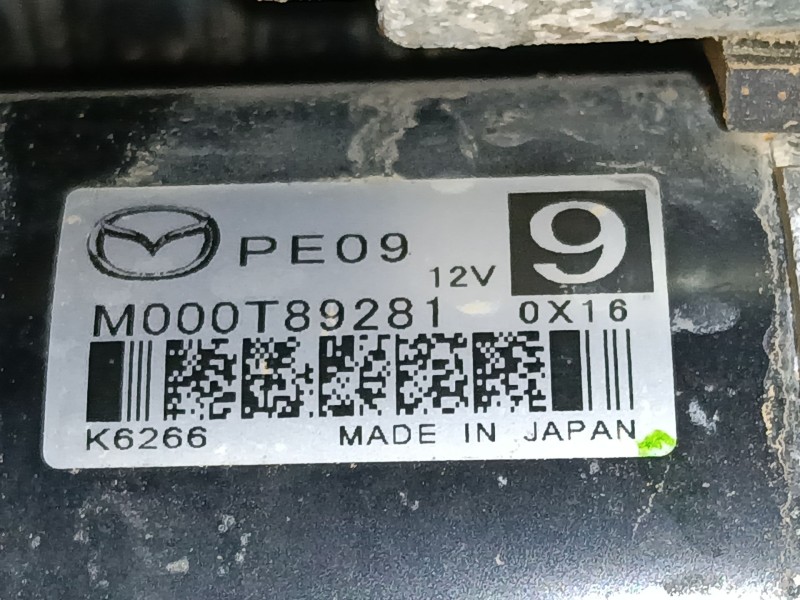 PE09 12V 9
M000T89281 0X16
K6266 MADE IN JAPAN